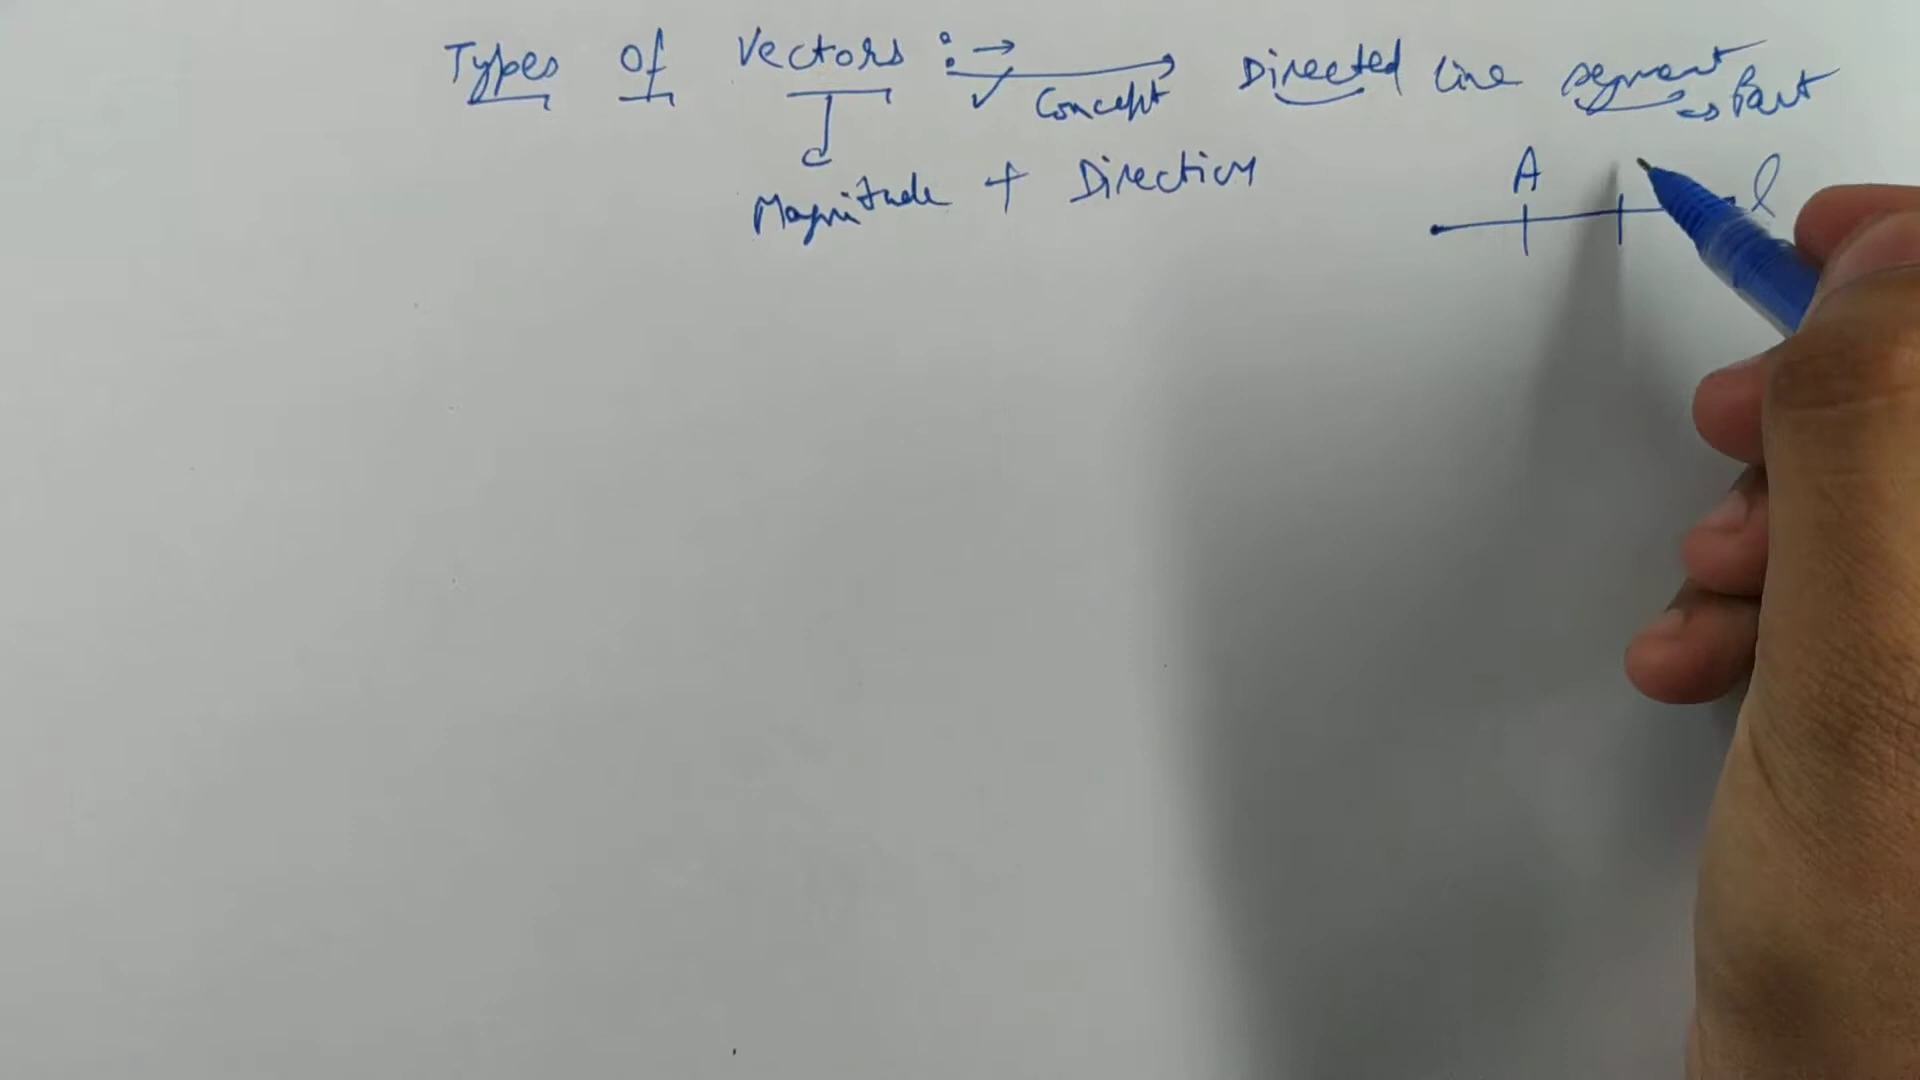 Types of Vectors :→ Concept Directed line segment → Part
Magnitude + Direction
A l